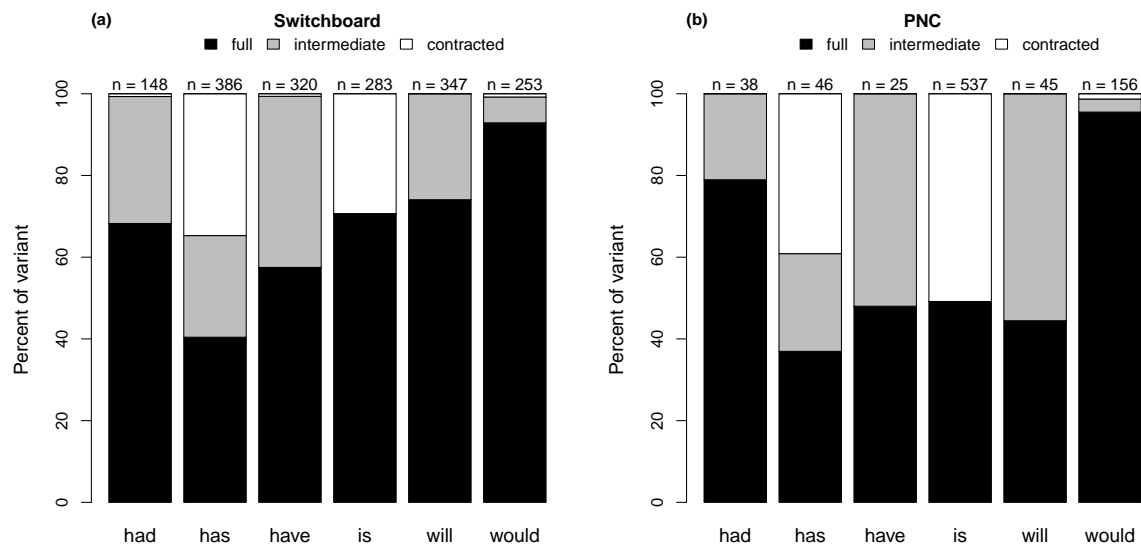 (a) Switchboard
full intermediate contracted
n = 148 n = 386 n = 320 n = 283 n = 347 n = 253
Percent of variant
100
80
60
40
20
0
had has have is will would
(b) PNC
full intermediate contracted
n = 38 n = 46 n = 25 n = 537 n = 45 n = 156
Percent of variant
100
80
60
40
20
0
had has have is will would